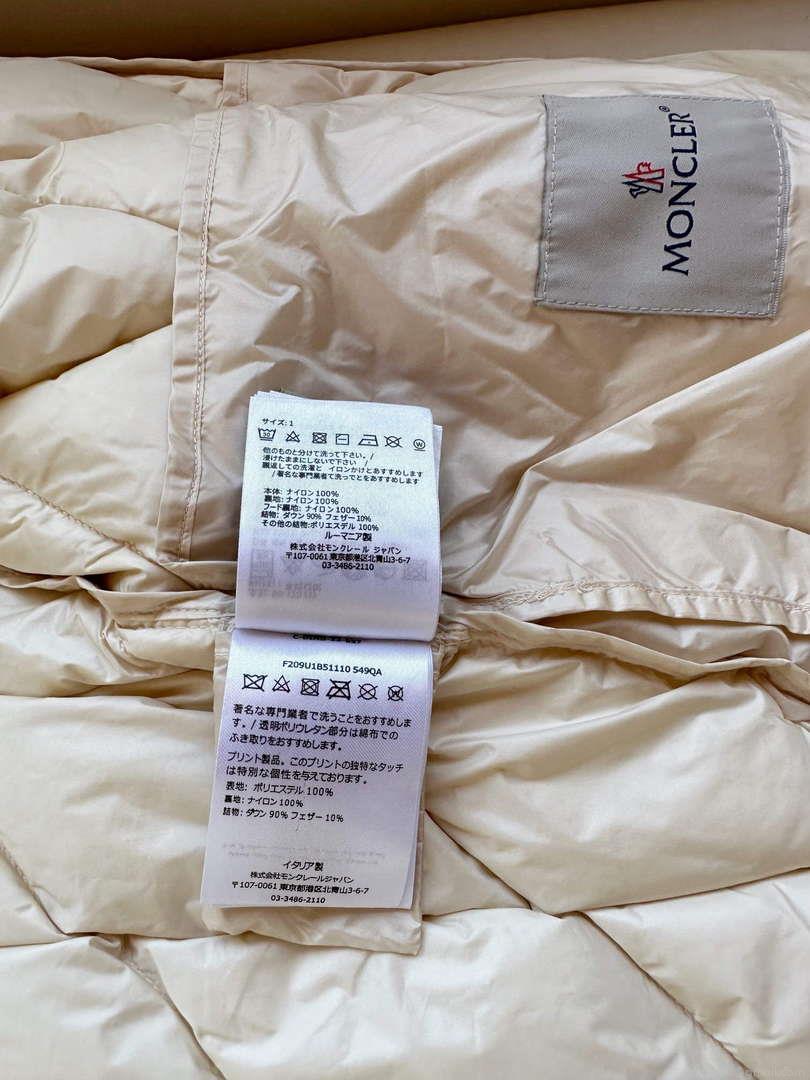 MONCLER®
サイズ: 1
他のものと分けて洗って下さい。/
浸けたままにしないで下さい /
裏返しての洗濯と イロンかけとあすすめします
/ 著名な専門業者て洗ってとをあすすめします
本体: ナイロン 100%
裏地: ナイロン 100%
フード裏地: ナイロン 100%
結物: ダウン 90% フェザー 10%
その他の結物:ポリエステル 100%
ルーマニア製
株式会社モンクレール ジャパン
〒107-0061 東京都港区北青山3-6-7
03-3486-2110
F209U1B51110 549QA
著名な専門業者で洗うことをおすすめしま
す。/ 透明ポリウレタン部分は綿布での
ふき取りをおすすめします。
プリント製品。このプリントの独特なタッチ
は特別な個性を与えております。
表地: ポリエステル 100%
裏地: ナイロン 100%
詰物: ダウン 90% フェザー 10%
イタリア製
株式会社モンクレールジャパン
〒107-0061 東京都港区北青山3-6-7
03-3486-2110